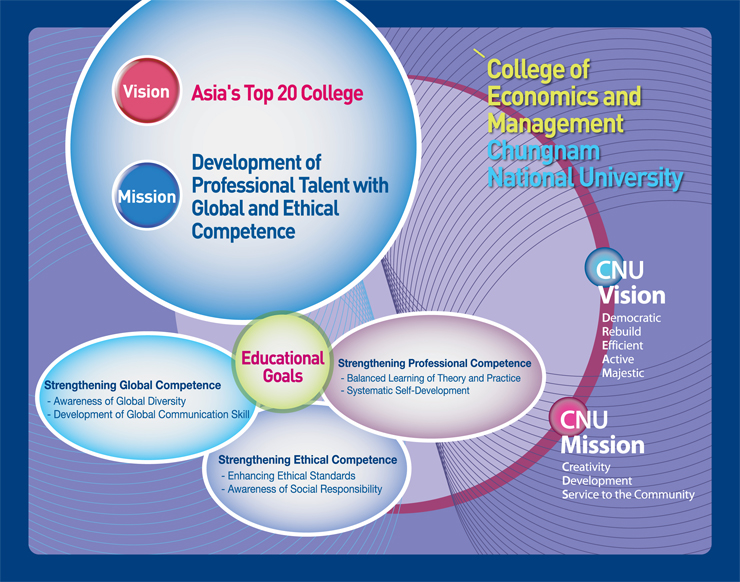 Vision
Asia's Top 20 College
Mission
Development of
Professional Talent with
Global and Ethical
Competence
College of
Economics and
Management
Chungnam
National University
CNU
Vision
Democratic
Rebuild
Efficient
Active
Majestic
CNU
Mission
Creativity
Development
Service to the Community
Educational
Goals
Strengthening Global Competence
- Awareness of Global Diversity
- Development of Global Communication Skill
Strengthening Professional Competence
- Balanced Learning of Theory and Practice
- Systematic Self-Development
Strengthening Ethical Competence
- Enhancing Ethical Standards
- Awareness of Social Responsibility